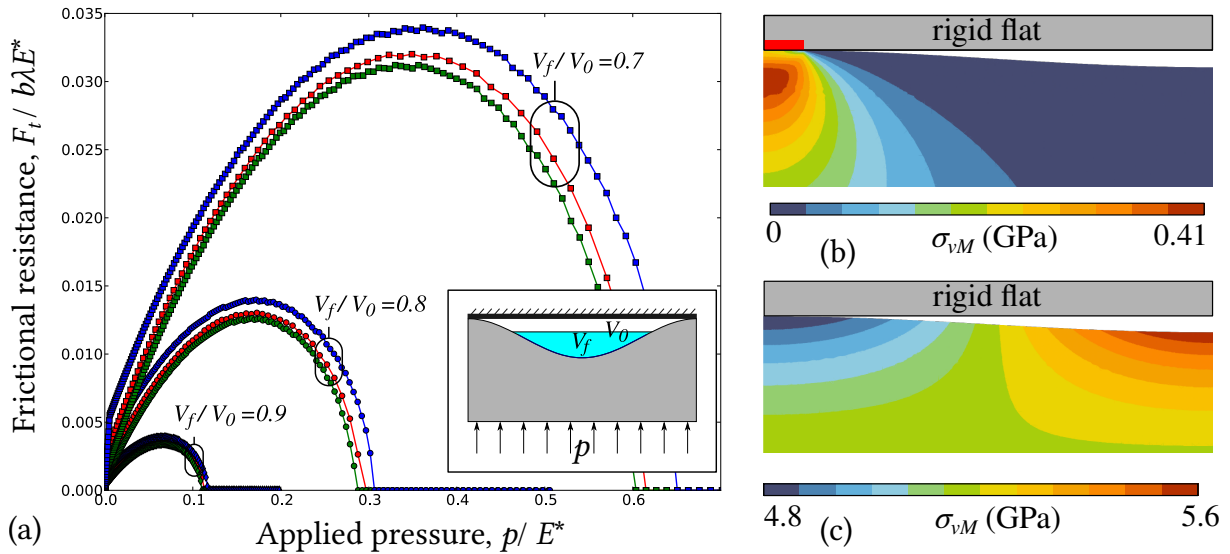 0.035
0.030
0.025
0.020
0.015
0.010
0.005
0.000
Frictional resistance, F_t / bλE*
V_f / V_0 = 0.7
V_f / V_0 = 0.8
V_f / V_0 = 0.9
V_0
V_f
p
0.0 0.1 0.2 0.3 0.4 0.5 0.6
(a) Applied pressure, p / E*
rigid flat
0 (b) σ_vM (GPa) 0.41
rigid flat
4.8 σ_vM (GPa) 5.6
(c)